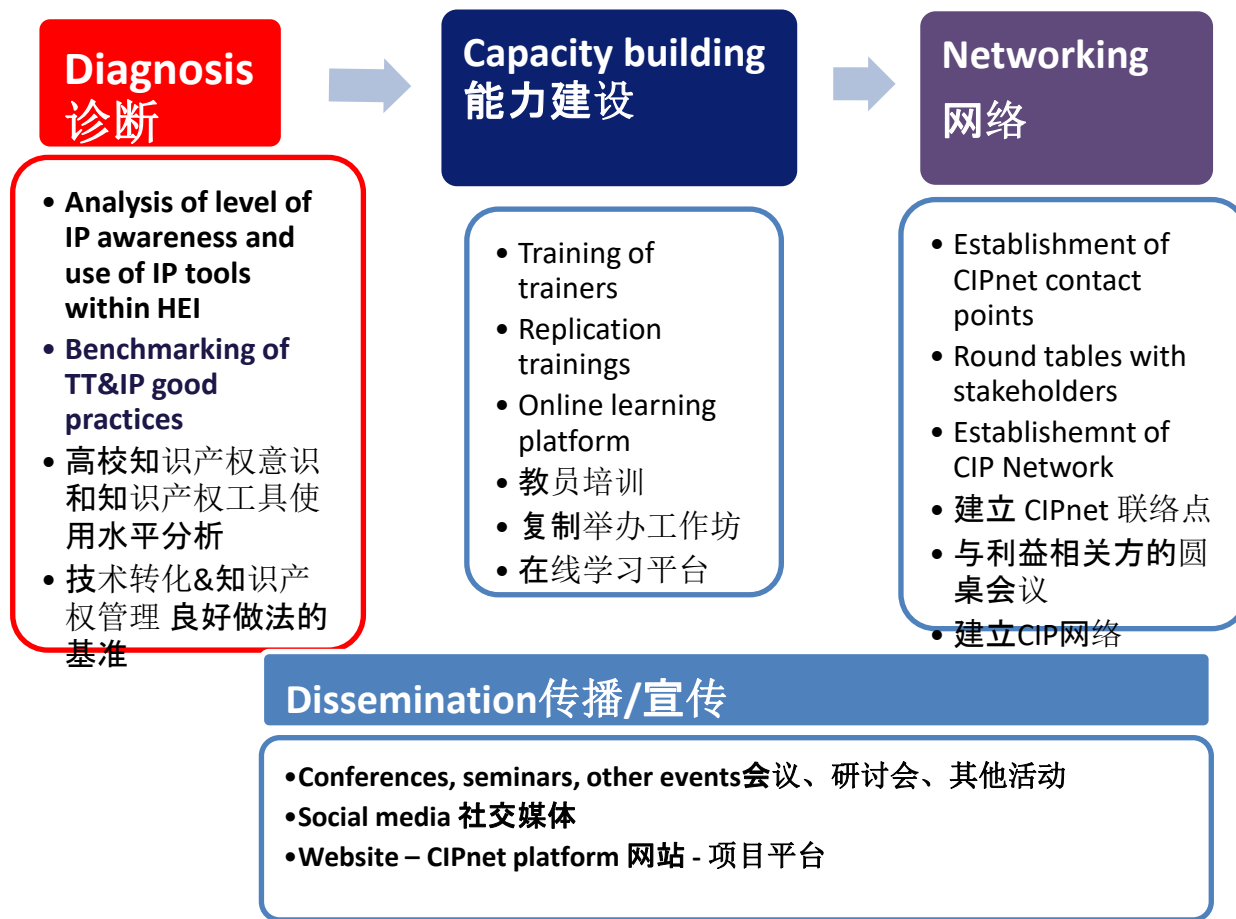 Diagnosis
诊断
• Analysis of level of
IP awareness and
use of IP tools
within HEI
• Benchmarking of
TT&IP good
practices
• 高校知识产权意识
和知识产权工具使
用水平分析
• 技术转化&知识产
权管理 良好做法的
基准
Capacity building
能力建设
• Training of
trainers
• Replication
trainings
• Online learning
platform
• 教员培训
• 复制举办工作坊
• 在线学习平台
Networking
网络
• Establishment of
CIPnet contact
points
• Round tables with
stakeholders
• Establishemnt of
CIP Network
• 建立 CIPnet 联络点
• 与利益相关方的圆
桌会议
• 建立CIP网络
Dissemination传播/宣传
•Conferences, seminars, other events会议、研讨会、其他活动
•Social media 社交媒体
•Website – CIPnet platform 网站 - 项目平台